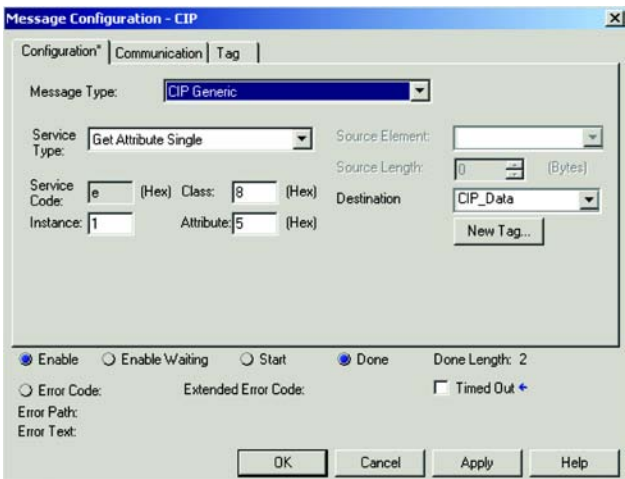 Message Configuration - CIP
Configuration* Communication Tag
Message Type: CIP Generic
Service Type: Get Attribute Single
Source Element:
Source Length: 0 (Bytes)
Service Code: e (Hex) Class: 8 (Hex)
Destination CIP_Data
Instance: 1 Attribute: 5 (Hex)
New Tag...
Enable Enable Waiting Start Done Done Length: 2
Error Code: Extended Error Code: Timed Out ←
Error Path:
Error Text:
OK Cancel Apply Help